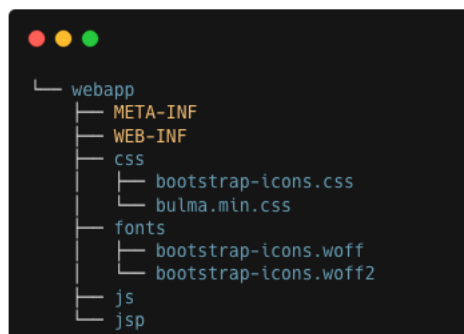 └── webapp
    ├── META-INF
    ├── WEB-INF
    ├── css
    │   ├── bootstrap-icons.css
    │   └── bulma.min.css
    ├── fonts
    │   ├── bootstrap-icons.woff
    │   └── bootstrap-icons.woff2
    ├── js
    └── jsp